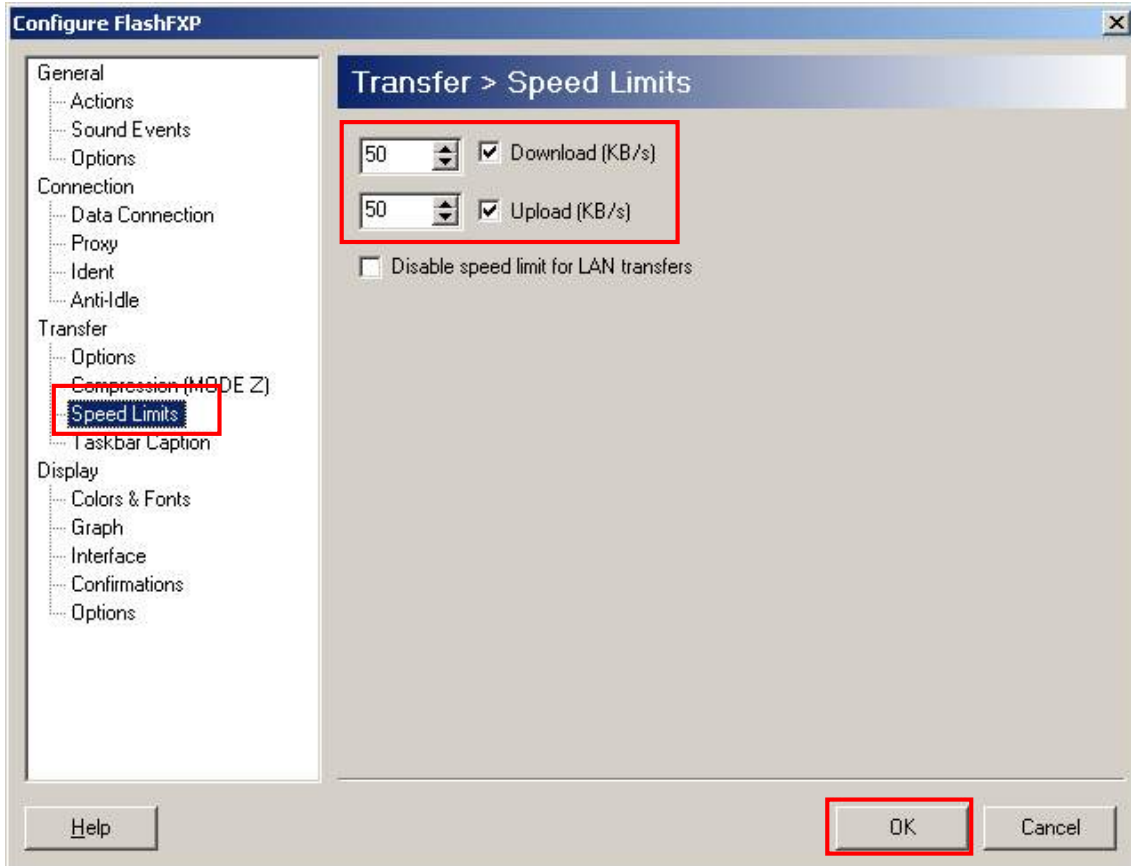 Configure FlashFXP
General
Actions
Sound Events
Options
Connection
Data Connection
Proxy
Ident
Anti-Idle
Transfer
Options
Compression (MODE Z)
Speed Limits
Taskbar Caption
Display
Colors & Fonts
Graph
Interface
Confirmations
Options
Transfer > Speed Limits
50 Download (KB/s)
50 Upload (KB/s)
Disable speed limit for LAN transfers
Help
OK
Cancel